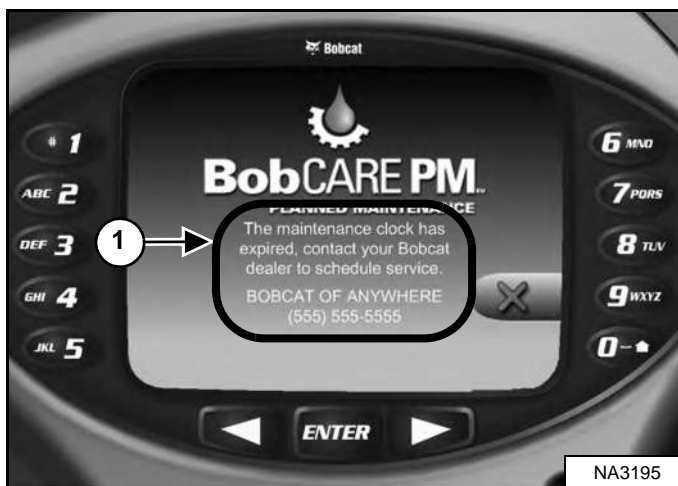 Bobcat
BobCARE PM
PLANNED MAINTENANCE
The maintenance clock has
expired, contact your Bobcat
dealer to schedule service.
BOBCAT OF ANYWHERE
(555) 555-5555
# 1
ABC 2
DEF 3
GHI 4
JKL 5
6 MNO
7 PQRS
8 TUV
9 WXYZ
0-
ENTER
1
NA3195